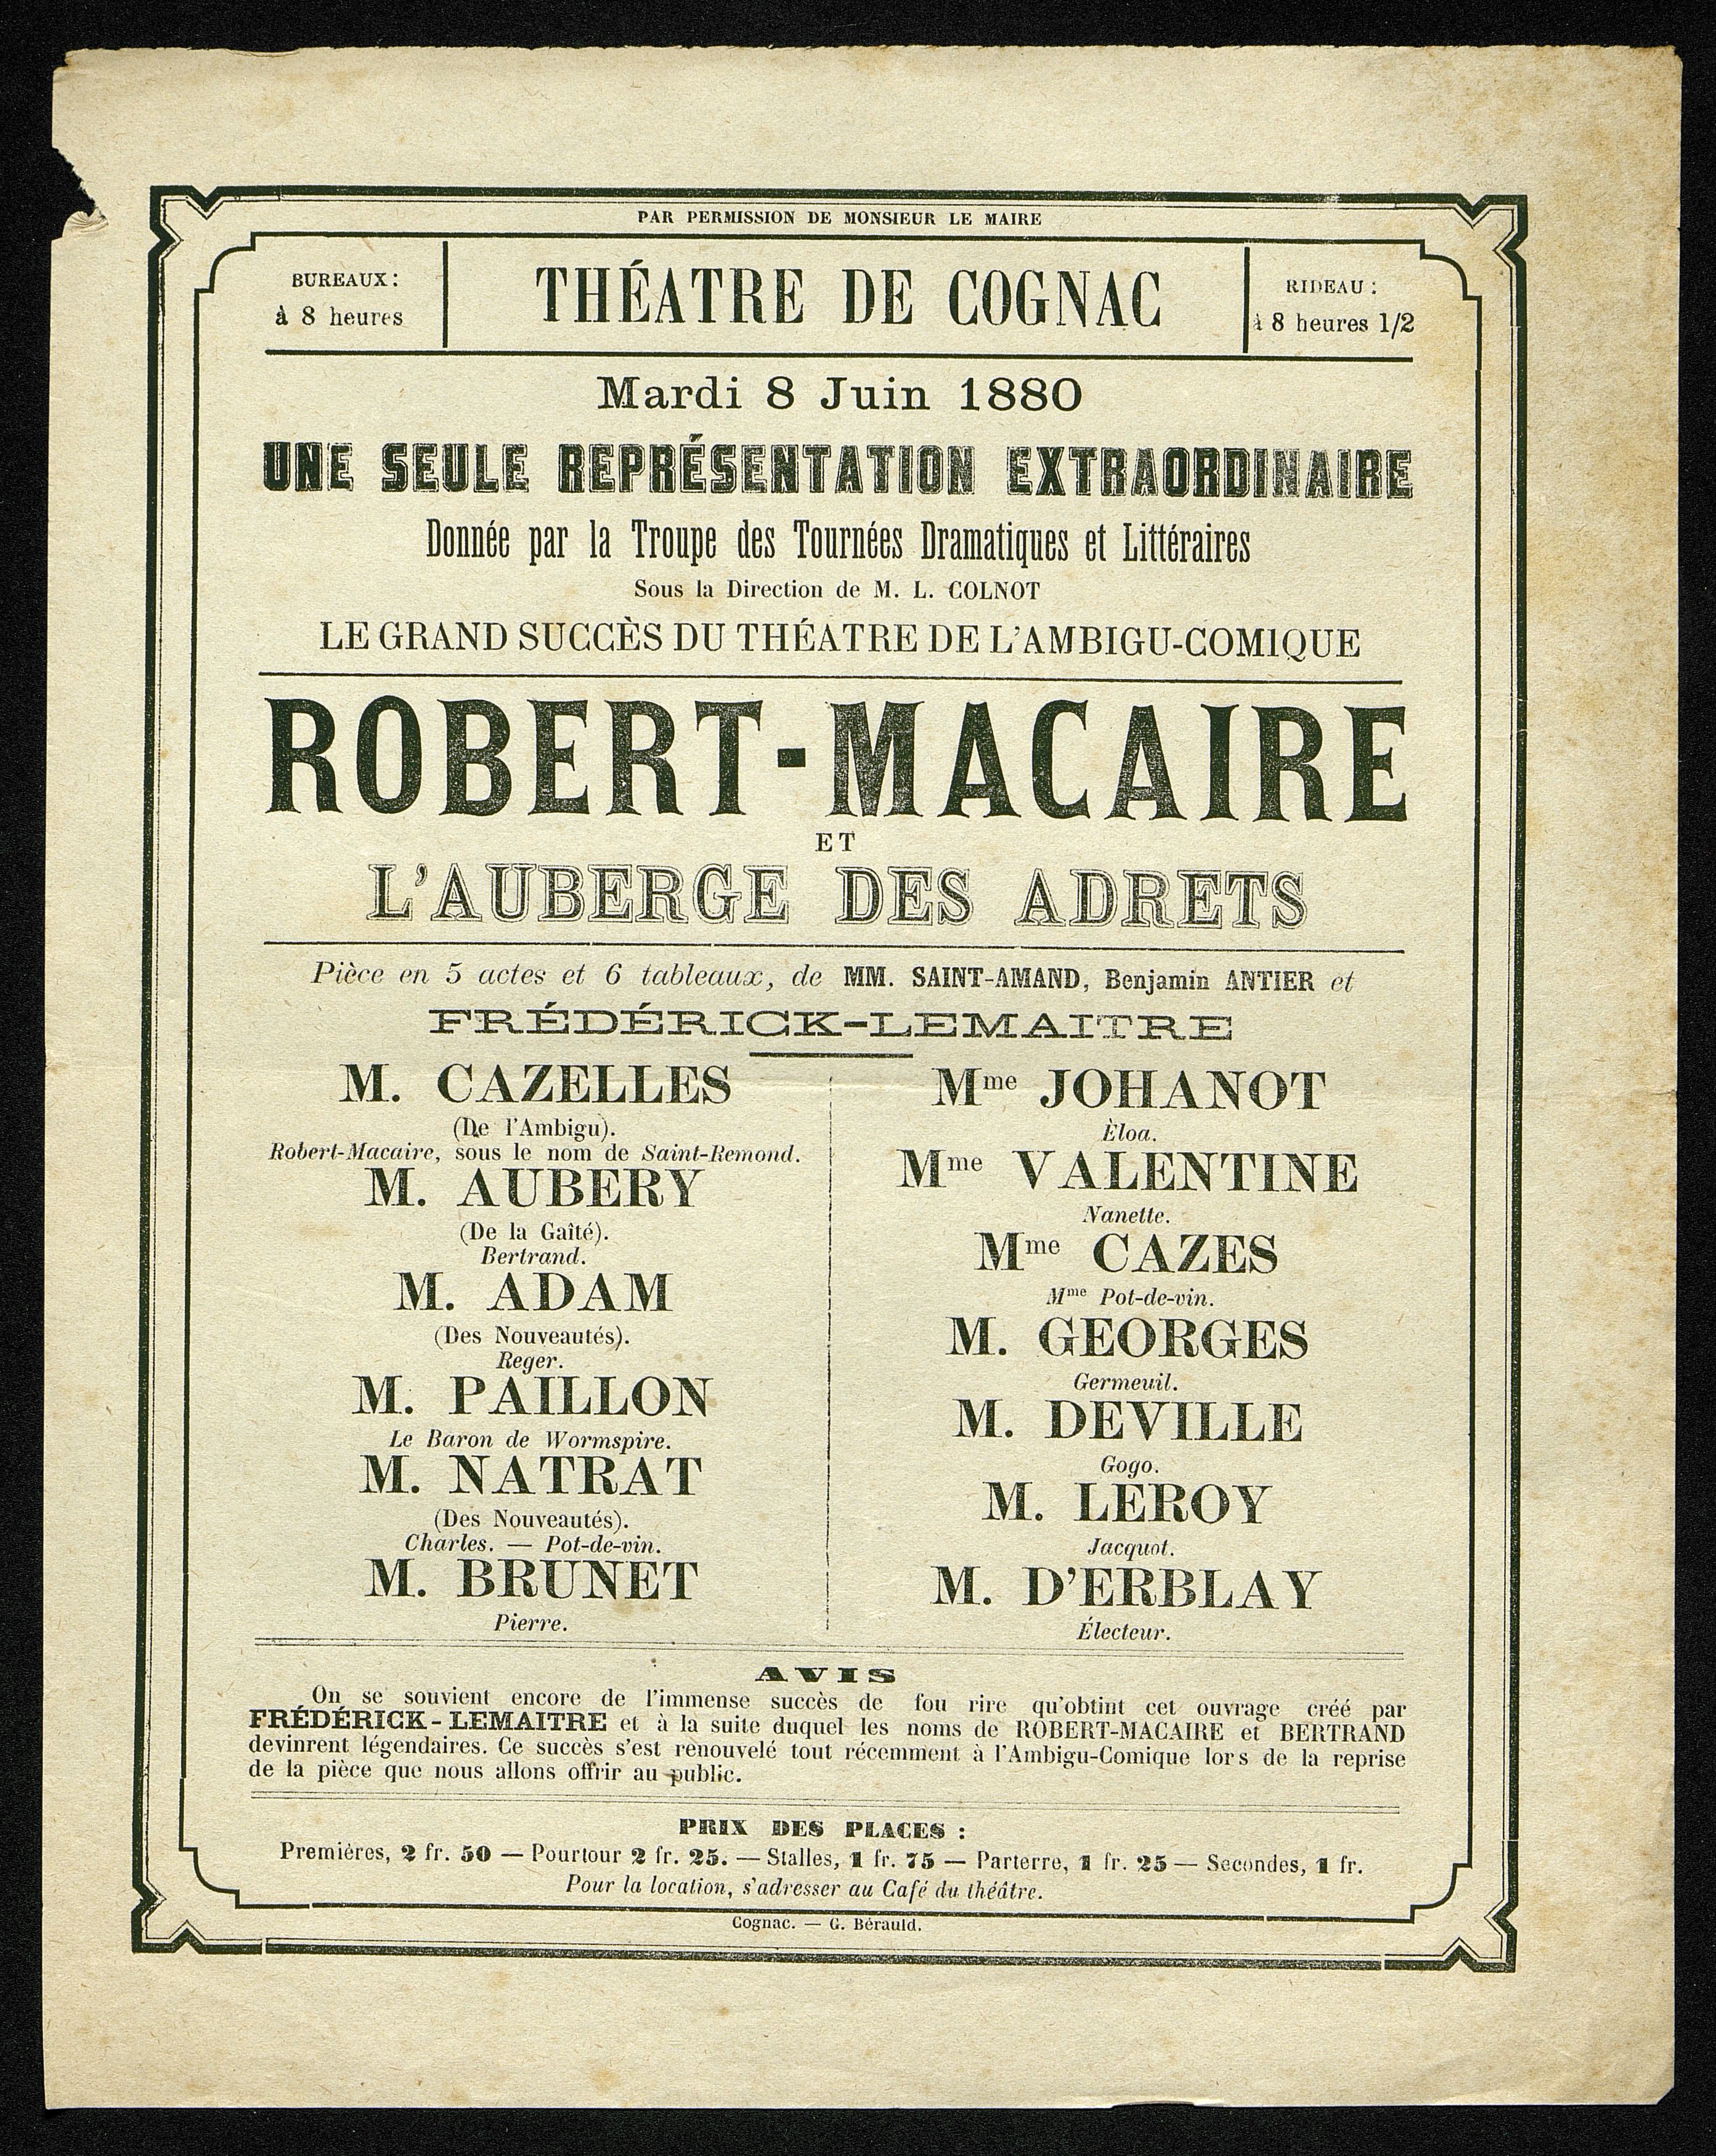 PAR PERMISSION DE MONSIEUR LE MAIRE
BUREAUX:
à 8 heures
THÉATRE DE COGNAC
RIDEAU :
à 8 heures 1/2
Mardi 8 Juin 1880
UNE SEULE REPRÉSENTATION EXTRAORDINAIRE
Donnée par la Troupe des Tournées Dramatiques et Littéraires
Sous la Direction de M. L. COLNOT
LE GRAND SUCCÈS DU THÉATRE DE L'AMBIGU-COMIQUE
ROBERT-MACAIRE
ET
L'AUBERGE DES ADRETS
Pièce en 5 actes et 6 tableaux, de MM. SAINT-AMAND, Benjamin ANTIER et
FRÉDÉRICK-LEMAITRE
M. CAZELLES
(De l'Ambigu).
Robert-Macaire, sous le nom de Saint-Remond.
M. AUBERY
(De la Gaîté).
Bertrand.
M. ADAM
(Des Nouveautés).
Reger.
M. PAILLON
Le Baron de Wormspire.
M. NATRAT
(Des Nouveautés).
Charles. — Pot-de-vin.
M. BRUNET
Pierre.
Mme JOHANOT
Èloa.
Mme VALENTINE
Nanette.
Mme CAZES
Mme Pot-de-vin.
M. GEORGES
Germeuil.
M. DEVILLE
Gogo.
M. LEROY
Jacquot.
M. D'ERBLAY
Électeur.
AVIS
On se souvient encore de l'immense succès de fou rire qu'obtint cet ouvrage créé par
FRÉDÉRICK-LEMAITRE et à la suite duquel les noms de ROBERT-MACAIRE et BERTRAND
devinrent légendaires. Ce succès s'est renouvelé tout récemment à l'Ambigu-Comique lors de la reprise
de la pièce que nous allons offrir au public.
PRIX DES PLACES :
Premières, 2 fr. 50 — Pourtour 2 fr. 25. — Stalles, 1 fr. 75 — Parterre, 1 fr. 25 — Secondes, 1 fr.
Pour la location, s'adresser au Café du théâtre.
Cognac. — G. Bérauld.